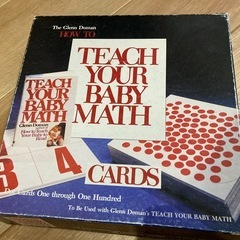 The Glenn Doman
HOW TO
TEACH
YOUR
BABY
MATH
CARDS
TEACH
YOUR
BABY
MATH
Glenn Doman
How to Teach
Your Baby to
Read
3
4
Cards One through One Hundred
To Be Used with Glenn Doman's TEACH YOUR BABY MATH